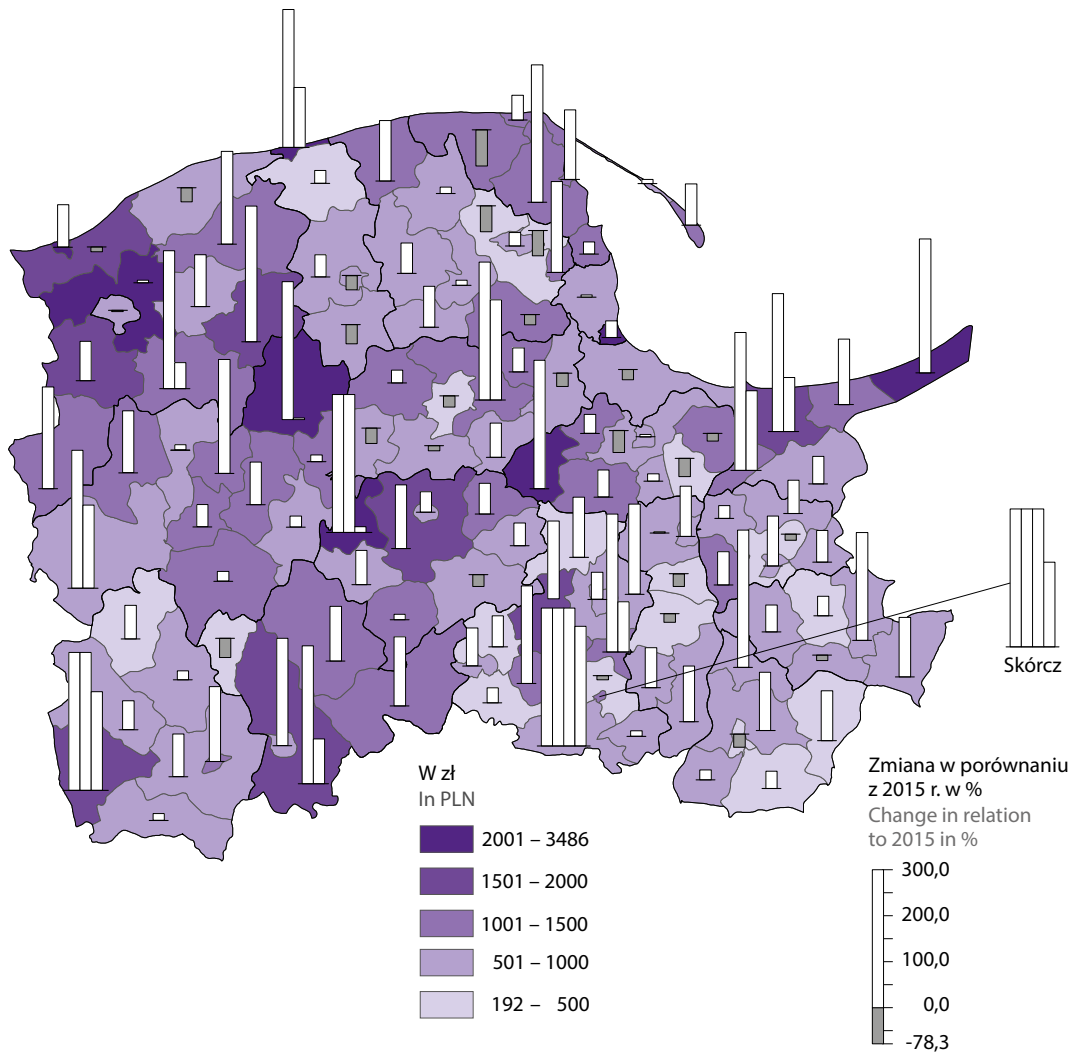 Skórcz
W zł
In PLN
2001 – 3486
1501 – 2000
1001 – 1500
501 – 1000
192 – 500
Zmiana w porównaniu
z 2015 r. w %
Change in relation
to 2015 in %
300,0
200,0
100,0
0,0
-78,3